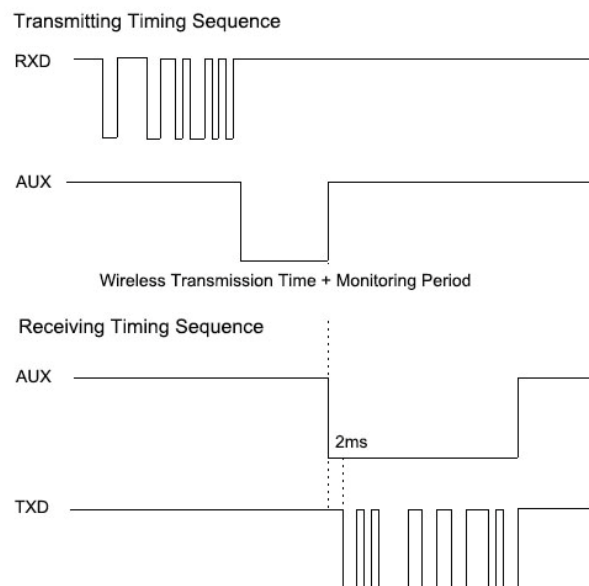 Transmitting Timing Sequence
RXD
AUX
Wireless Transmission Time + Monitoring Period
Receiving Timing Sequence
AUX
2ms
TXD